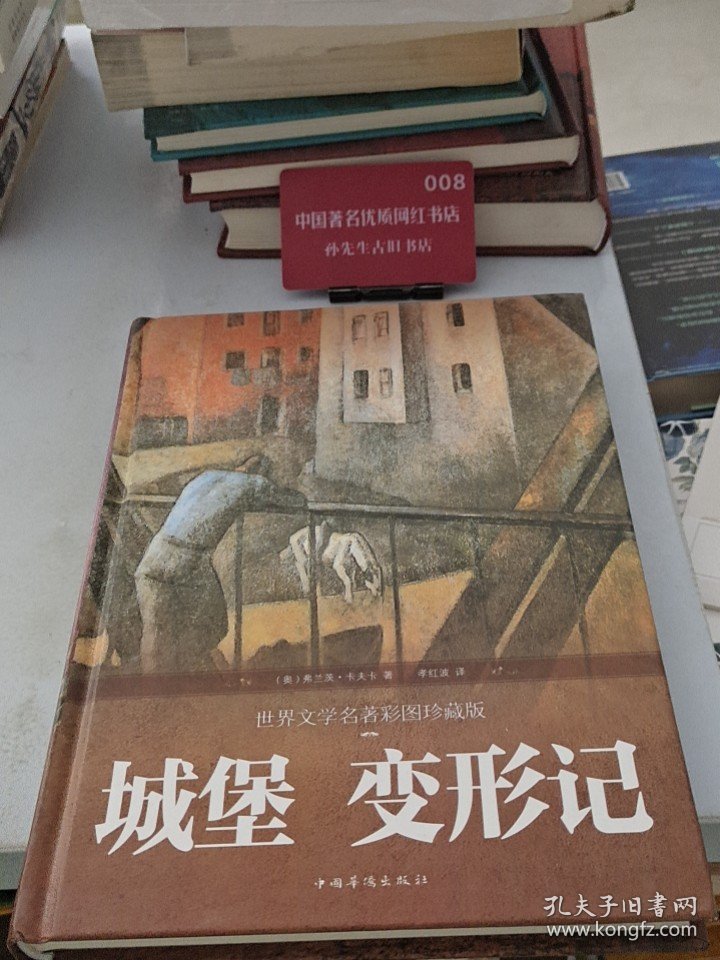 008
中国著名优质网红书店
孙先生古旧书店
（奥）弗兰茨·卡夫卡 著 李红波 译
世界文学名著彩图珍藏版
城堡 变形记
中国华侨出版社
孔夫子旧书网
www.kongfz.com